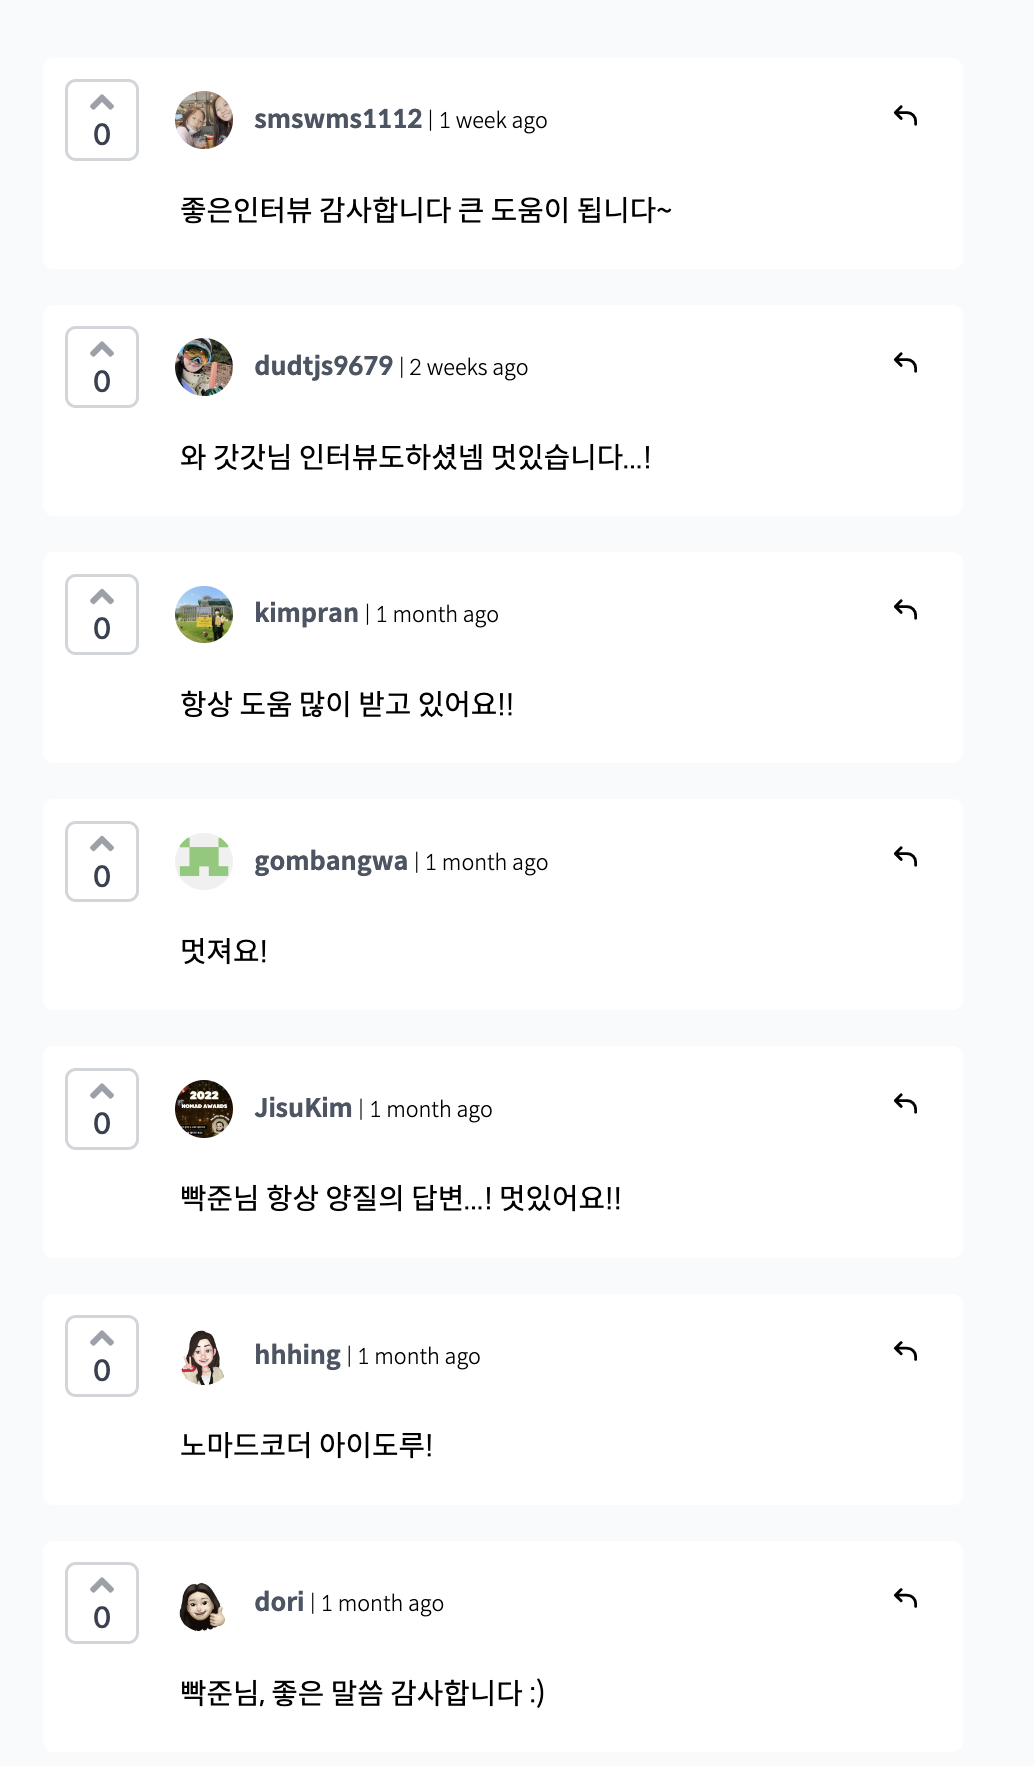 0
smswms1112 | 1 week ago
좋은인터뷰 감사합니다 큰 도움이 됩니다~
0
dudtjs9679 | 2 weeks ago
와 갓갓님 인터뷰도하셨넴 멋있습니다...!
0
kimpran | 1 month ago
항상 도움 많이 받고 있어요!!
0
gombangwa | 1 month ago
멋져요!
0
2022
NOMAD AWARDS
JisuKim | 1 month ago
빡준님 항상 양질의 답변...! 멋있어요!!
0
hhhing | 1 month ago
노마드코더 아이도루!
0
dori | 1 month ago
빡준님, 좋은 말씀 감사합니다 :)